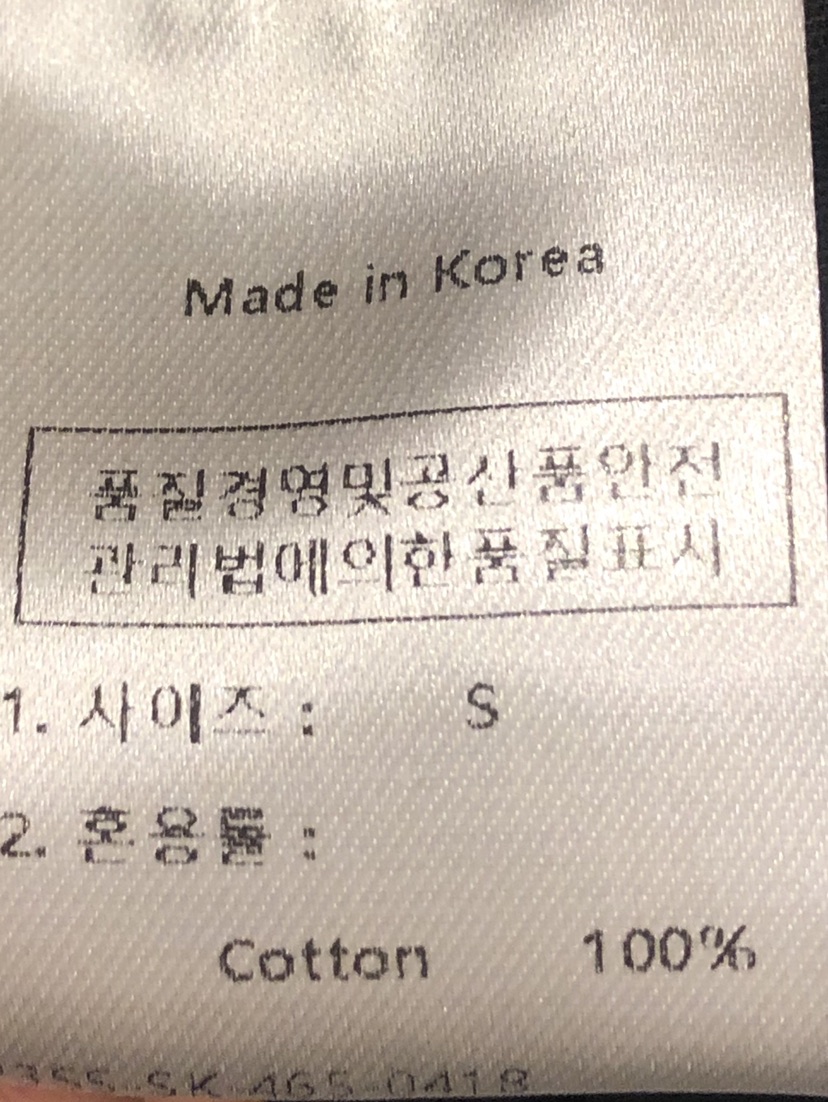 Made in Korea
품질경영및공산품안전
관리법에의한품질표시
1. 사이즈 : S
2. 혼용률 :
Cotton 100%